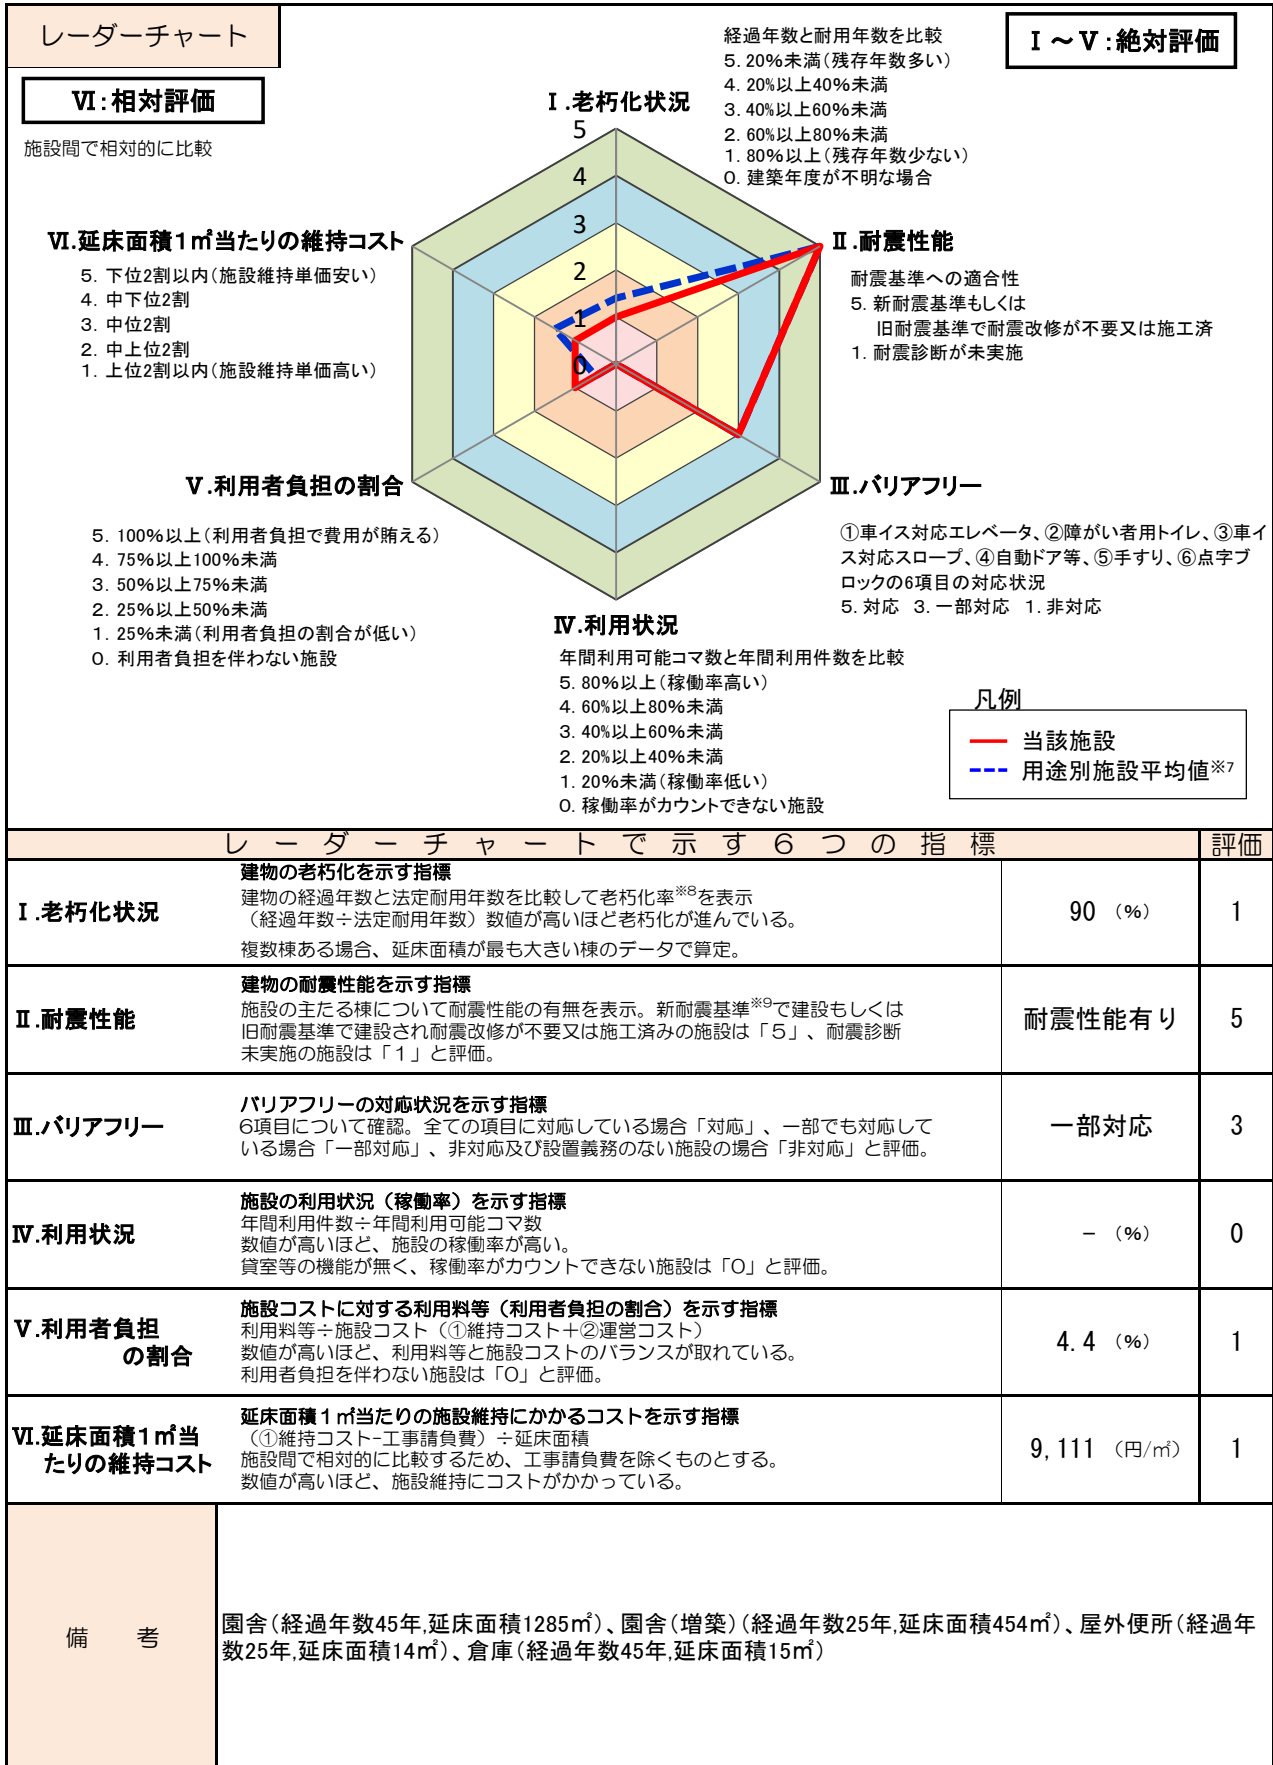 レーダーチャート
Ⅰ～Ⅴ：絶対評価
Ⅵ：相対評価
施設間で相対的に比較
Ⅰ.老朽化状況
経過年数と耐用年数を比較
5. 20%未満（残存年数多い）
4. 20%以上40%未満
3. 40%以上60%未満
2. 60%以上80%未満
1. 80%以上（残存年数少ない）
0. 建築年度が不明な場合
5
4
3
2
1
0
Ⅱ.耐震性能
耐震基準への適合性
5. 新耐震基準もしくは
旧耐震基準で耐震改修が不要又は施工済
1. 耐震診断が未実施
Ⅵ.延床面積1㎡当たりの維持コスト
5. 下位2割以内（施設維持単価安い）
4. 中下位2割
3. 中位2割
2. 中上位2割
1. 上位2割以内（施設維持単価高い）
Ⅴ.利用者負担の割合
5. 100%以上（利用者負担で費用が賄える）
4. 75%以上100%未満
3. 50%以上75%未満
2. 25%以上50%未満
1. 25%未満（利用者負担の割合が低い）
0. 利用者負担を伴わない施設
Ⅲ.バリアフリー
①車イス対応エレベータ、②障がい者用トイレ、③車イ
ス対応スロープ、④自動ドア等、⑤手すり、⑥点字ブ
ロックの6項目の対応状況
5. 対応 3. 一部対応 1. 非対応
Ⅳ.利用状況
年間利用可能コマ数と年間利用件数を比較
5. 80%以上（稼働率高い）
4. 60%以上80%未満
3. 40%以上60%未満
2. 20%以上40%未満
1. 20%未満（稼働率低い）
0. 稼働率がカウントできない施設
凡例
当該施設
用途別施設平均値※7
レーダーチャートで示す6つの指標 評価
Ⅰ.老朽化状況
建物の老朽化を示す指標
建物の経過年数と法定耐用年数を比較して老朽化率※8を表示
（経過年数÷法定耐用年数）数値が高いほど老朽化が進んでいる。
複数棟ある場合、延床面積が最も大きい棟のデータで算定。
90 （%） 1
Ⅱ.耐震性能
建物の耐震性能を示す指標
施設の主たる棟について耐震性能の有無を表示。新耐震基準※9で建設もしくは
旧耐震基準で建設され耐震改修が不要又は施工済みの施設は「5」、耐震診断
未実施の施設は「1」と評価。
耐震性能有り 5
Ⅲ.バリアフリー
バリアフリーの対応状況を示す指標
6項目について確認。全ての項目に対応している場合「対応」、一部でも対応して
いる場合「一部対応」、非対応及び設置義務のない施設の場合「非対応」と評価。
一部対応 3
Ⅳ.利用状況
施設の利用状況（稼働率）を示す指標
年間利用件数÷年間利用可能コマ数
数値が高いほど、施設の稼働率が高い。
貸室等の機能が無く、稼働率がカウントできない施設は「0」と評価。
－ （%） 0
Ⅴ.利用者負担
の割合
施設コストに対する利用料等（利用者負担の割合）を示す指標
利用料等÷施設コスト（①維持コスト＋②運営コスト）
数値が高いほど、利用料等と施設コストのバランスが取れている。
利用者負担を伴わない施設は「0」と評価。
4.4 （%） 1
Ⅵ.延床面積1㎡当
たりの維持コスト
延床面積1㎡当たりの施設維持にかかるコストを示す指標
（①維持コスト-工事請負費）÷延床面積
施設間で相対的に比較するため、工事請負費を除くものとする。
数値が高いほど、施設維持にコストがかかっている。
9,111 （円/㎡） 1
備 考
園舎（経過年数45年,延床面積1285㎡）、園舎（増築）（経過年数25年,延床面積454㎡）、屋外便所（経過年
数25年,延床面積14㎡）、倉庫（経過年数45年,延床面積15㎡）